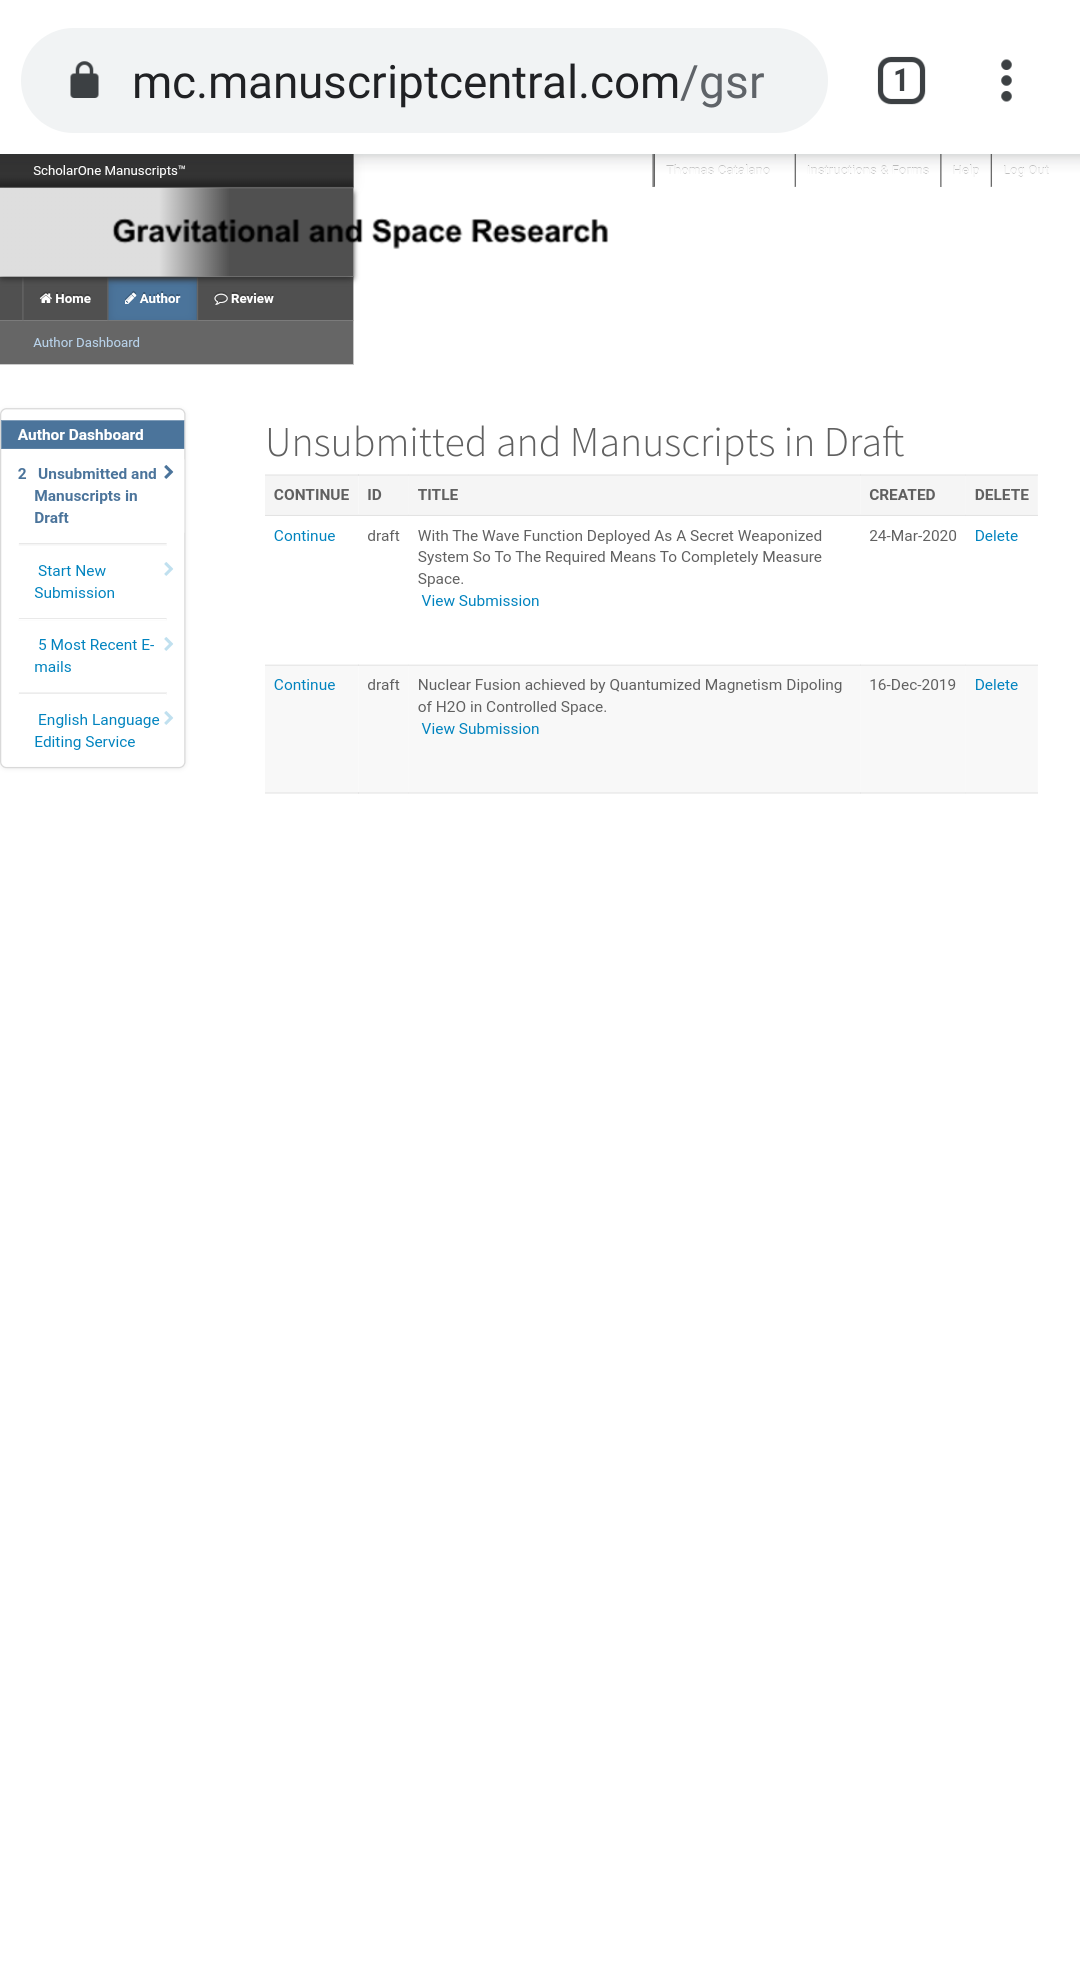 mc.manuscriptcentral.com/gsr
1
ScholarOne Manuscripts™
Thomas Catalano
Instructions & Forms
Help
Log Out
Gravitational and Space Research
Home
Author
Review
Author Dashboard
Author Dashboard
2 Unsubmitted and
Manuscripts in
Draft
Start New
Submission
5 Most Recent E-
mails
English Language
Editing Service
Unsubmitted and Manuscripts in Draft
CONTINUE ID TITLE CREATED DELETE
Continue draft With The Wave Function Deployed As A Secret Weaponized 24-Mar-2020 Delete
System So To The Required Means To Completely Measure
Space.
View Submission
Continue draft Nuclear Fusion achieved by Quantumized Magnetism Dipoling 16-Dec-2019 Delete
of H2O in Controlled Space.
View Submission